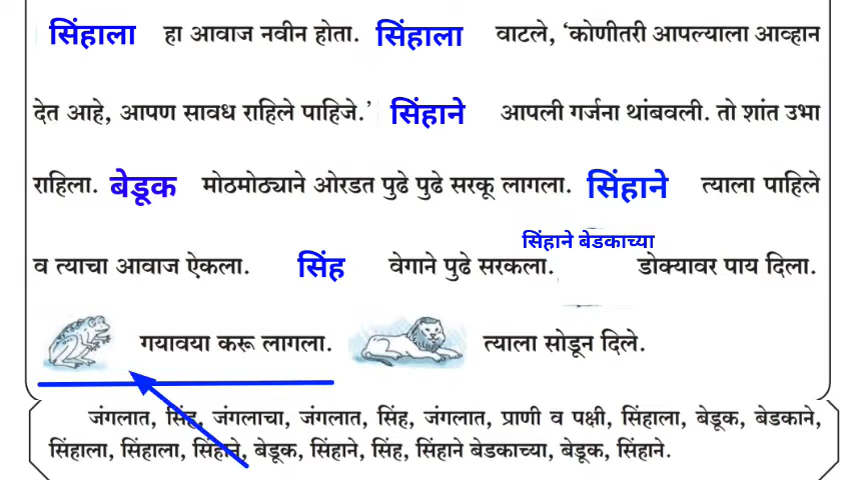 सिंहाला हा आवाज नवीन होता. सिंहाला वाटले, ‘कोणीतरी आपल्याला आव्हान
देत आहे, आपण सावध राहिले पाहिजे.’ सिंहाने आपली गर्जना थांबवली. तो शांत उभा
राहिला. बेडूक मोठमोठ्याने ओरडत पुढे पुढे सरकू लागला. सिंहाने त्याला पाहिले
व त्याचा आवाज ऐकला. सिंह वेगाने पुढे सरकला. सिंहाने बेडकाच्या डोक्यावर पाय दिला.
गयावया करू लागला. त्याला सोडून दिले.
जंगलात, सिंह, जंगलाचा, जंगलात, सिंह, जंगलात, प्राणी व पक्षी, सिंहाला, बेडूक, बेडकाने,
सिंहाला, सिंहाला, सिंहाने, बेडूक, सिंहाने, सिंह, सिंहाने बेडकाच्या, बेडूक, सिंहाने.